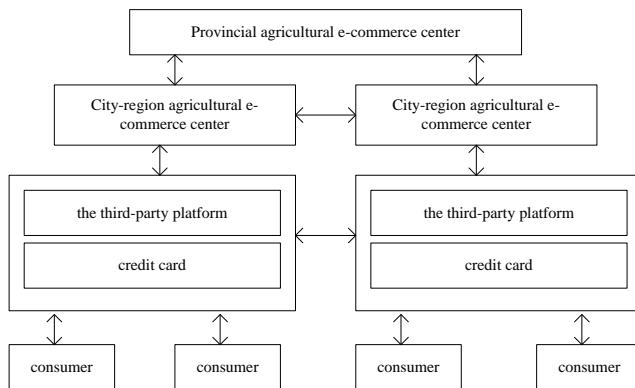 Provincial agricultural e-commerce center
City-region agricultural e-
commerce center
City-region agricultural e-
commerce center
the third-party platform
credit card
the third-party platform
credit card
consumer
consumer
consumer
consumer